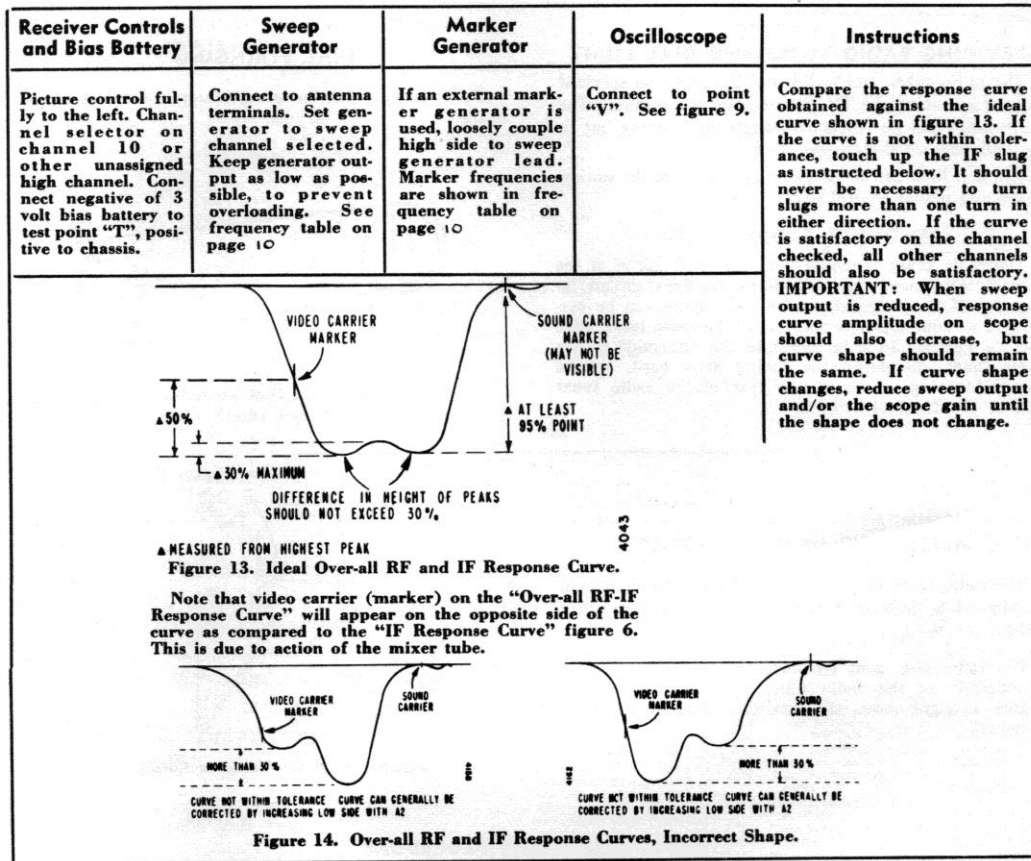 Receiver Controls
and Bias Battery
Sweep
Generator
Marker
Generator
Oscilloscope
Instructions
Picture control ful-
ly to the left. Chan-
nel selector on
channel 10 or
other unassigned
high channel. Con-
nect negative of 3
volt bias battery to
test point “T”, posi-
tive to chassis.
Connect to antenna
terminals. Set gen-
erator to sweep
channel selected.
Keep generator out-
put as low as pos-
sible, to prevent
overloading. See
frequency table on
page 10
If an external mark-
er generator is
used, loosely couple
high side to sweep
generator lead.
Marker frequencies
are shown in fre-
quency table on
page 10
Connect to point
“V”. See figure 9.
Compare the response curve
obtained against the ideal
curve shown in figure 13. If
the curve is not within toler-
ance, touch up the IF slug
as instructed below. It should
never be necessary to turn
slugs more than one turn in
either direction. If the curve
is satisfactory on the channel
checked, all other channels
should also be satisfactory.
IMPORTANT: When sweep
output is reduced, response
curve amplitude on scope
should also decrease, but
curve shape should remain
the same. If curve shape
changes, reduce sweep output
and/or the scope gain until
the shape does not change.
VIDEO CARRIER
MARKER
SOUND CARRIER
MARKER
(MAY NOT BE
VISIBLE)
▲50%
▲ AT LEAST
95% POINT
▲30% MAXIMUM
DIFFERENCE IN HEIGHT OF PEAKS
SHOULD NOT EXCEED 30%.
4043
▲ MEASURED FROM HIGHEST PEAK
Figure 13. Ideal Over-all RF and IF Response Curve.
Note that video carrier (marker) on the “Over-all RF-IF
Response Curve” will appear on the opposite side of the
curve as compared to the “IF Response Curve” figure 6.
This is due to action of the mixer tube.
VIDEO CARRIER
MARKER
SOUND
CARRIER
MORE THAN 30%
CURVE NOT WITHIN TOLERANCE CURVE CAN GENERALLY BE
CORRECTED BY INCREASING LOW SIDE WITH A2
VIDEO CARRIER
MARKER
SOUND
CARRIER
MORE THAN 30%
CURVE NOT WITHIN TOLERANCE CURVE CAN GENERALLY BE
CORRECTED BY INCREASING LOW SIDE WITH A2
Figure 14. Over-all RF and IF Response Curves, Incorrect Shape.